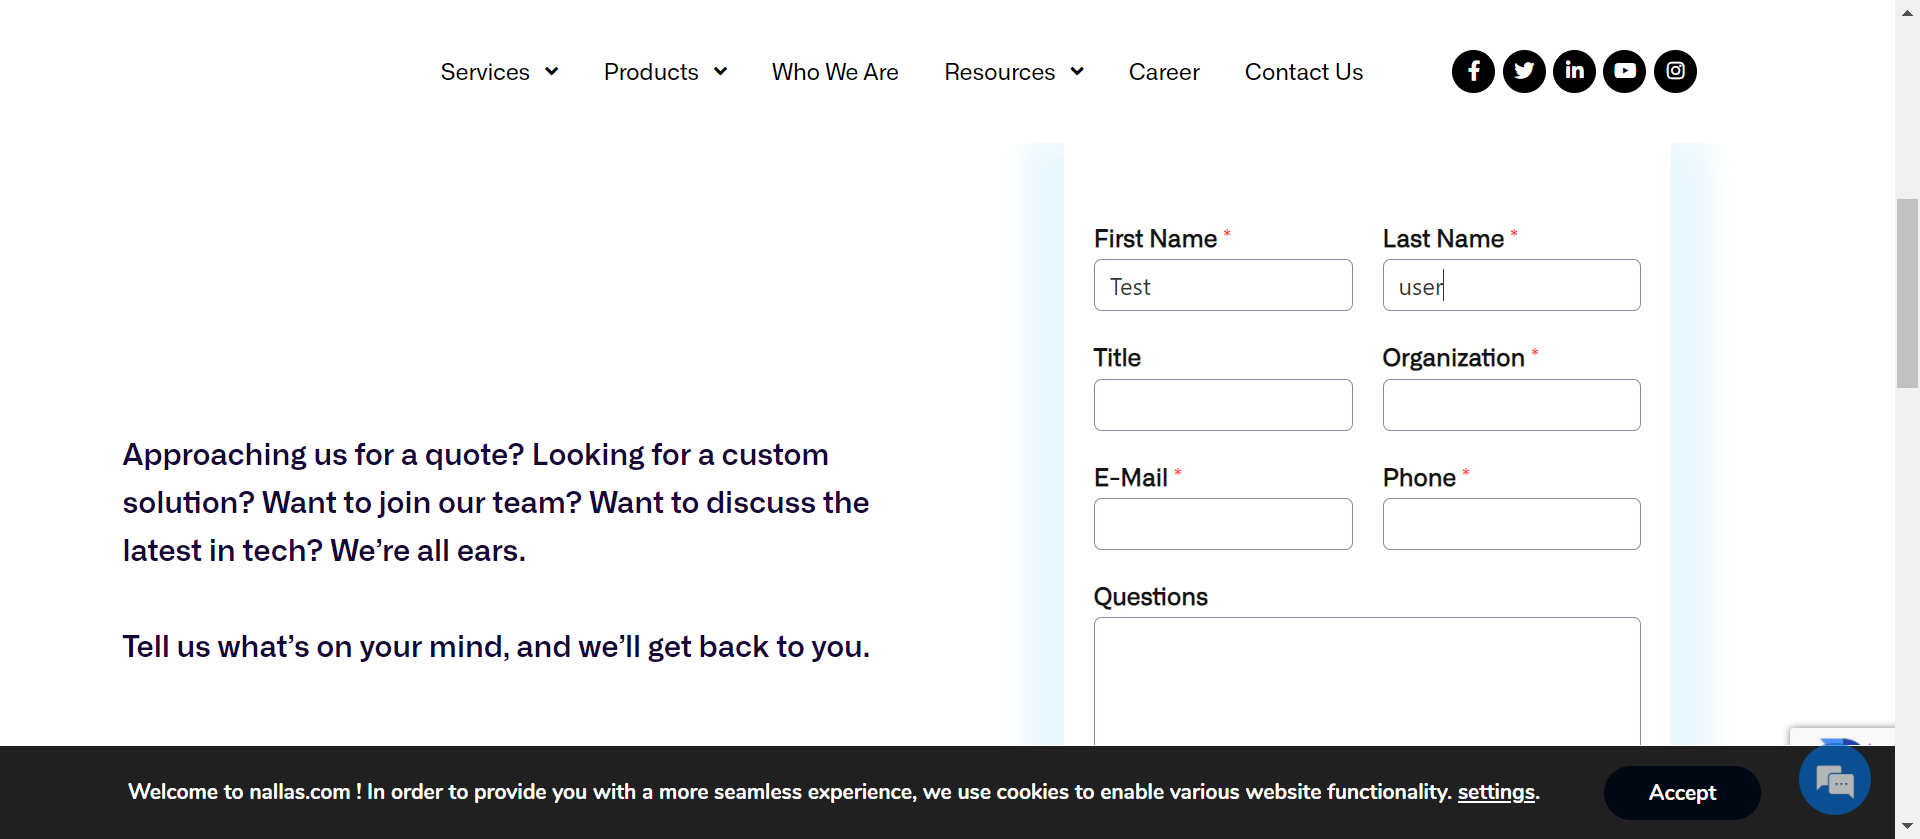 Services Products Who We Are Resources Career Contact Us
First Name * Last Name *
Test user
Title Organization *
E-Mail * Phone *
Questions
Approaching us for a quote? Looking for a custom
solution? Want to join our team? Want to discuss the
latest in tech? We’re all ears.
Tell us what’s on your mind, and we’ll get back to you.
Welcome to nallas.com ! In order to provide you with a more seamless experience, we use cookies to enable various website functionality. settings.
Accept